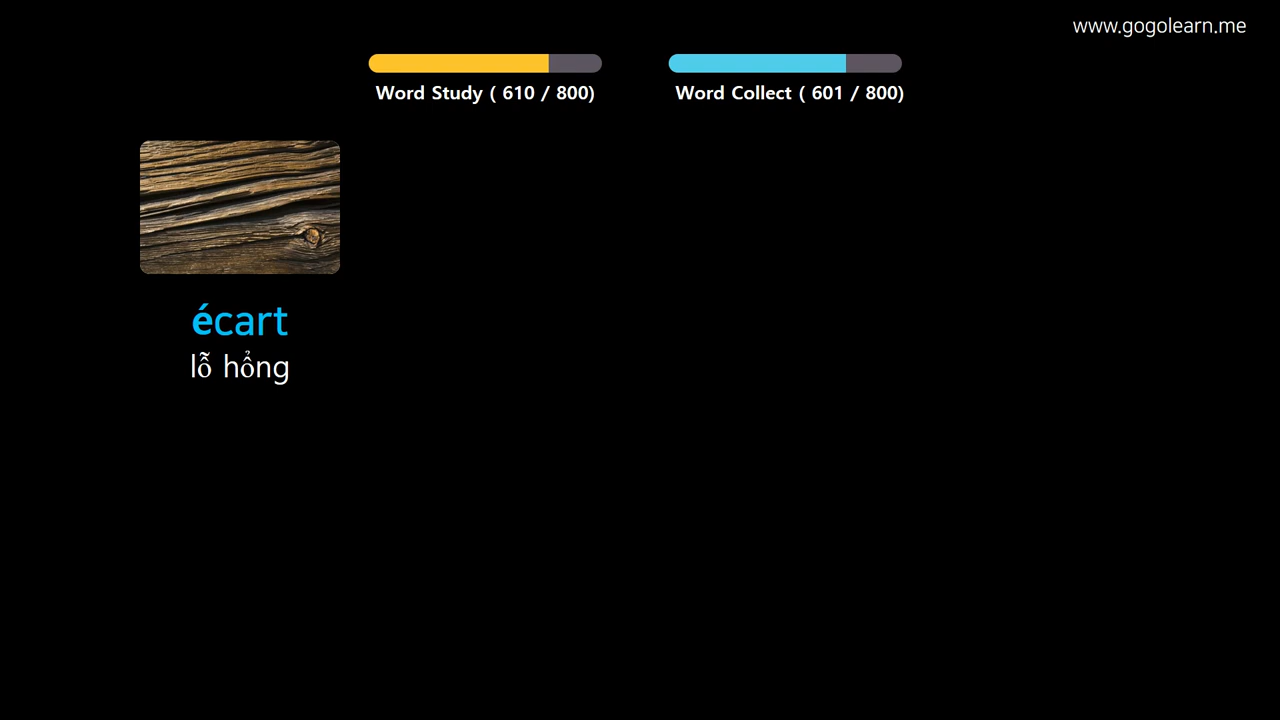 www.gogolearn.me
Word Study ( 610 / 800)
Word Collect ( 601 / 800)
écart
lỗ hổng